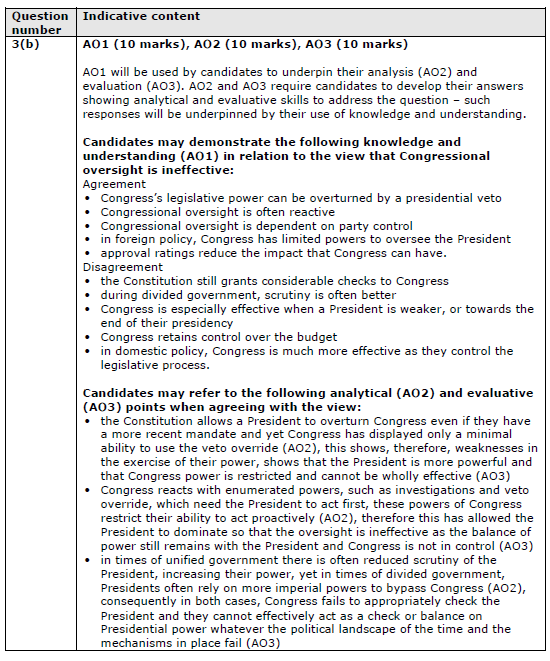 Question number
Indicative content
3(b)
AO1 (10 marks), AO2 (10 marks), AO3 (10 marks)
AO1 will be used by candidates to underpin their analysis (AO2) and
evaluation (AO3). AO2 and AO3 require candidates to develop their answers
showing analytical and evaluative skills to address the question – such
responses will be underpinned by their use of knowledge and understanding.
Candidates may demonstrate the following knowledge and
understanding (AO1) in relation to the view that Congressional
oversight is ineffective:
Agreement
• Congress's legislative power can be overturned by a presidential veto
• Congressional oversight is often reactive
• Congressional oversight is dependent on party control
• in foreign policy, Congress has limited powers to oversee the President
• approval ratings reduce the impact that Congress can have.
Disagreement
• the Constitution still grants considerable checks to Congress
• during divided government, scrutiny is often better
• Congress is especially effective when a President is weaker, or towards the
end of their presidency
• Congress retains control over the budget
• in domestic policy, Congress is much more effective as they control the
legislative process.
Candidates may refer to the following analytical (AO2) and evaluative
(AO3) points when agreeing with the view:
• the Constitution allows a President to overturn Congress even if they have
a more recent mandate and yet Congress has displayed only a minimal
ability to use the veto override (AO2), this shows, therefore, weaknesses in
the exercise of their power, shows that the President is more powerful and
that Congress power is restricted and cannot be wholly effective (AO3)
• Congress reacts with enumerated powers, such as investigations and veto
override, which need the President to act first, these powers of Congress
restrict their ability to act proactively (AO2), therefore this has allowed the
President to dominate so that the oversight is ineffective as the balance of
power still remains with the President and Congress is not in control (AO3)
• in times of unified government there is often reduced scrutiny of the
President, increasing their power, yet in times of divided government,
Presidents often rely on more imperial powers to bypass Congress (AO2),
consequently in both cases, Congress fails to appropriately check the
President and they cannot effectively act as a check or balance on
Presidential power whatever the political landscape of the time and the
mechanisms in place fail (AO3)